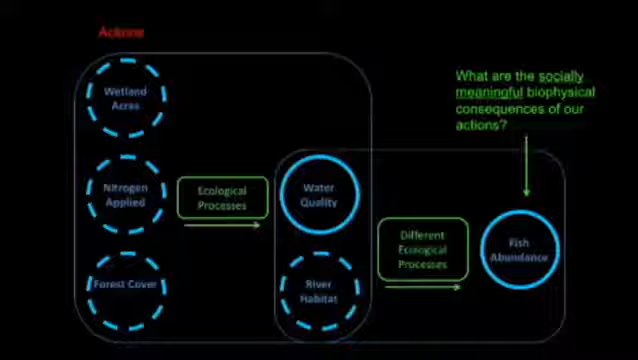 Actions
What are the socially
meaningful biophysical
consequences of our
actions?
Wetland
Acres
Nitrogen
Applied
Ecological
Processes
Water
Quality
Different
Ecological
Processes
Fish
Abundance
Forest Cover
River
Habitat